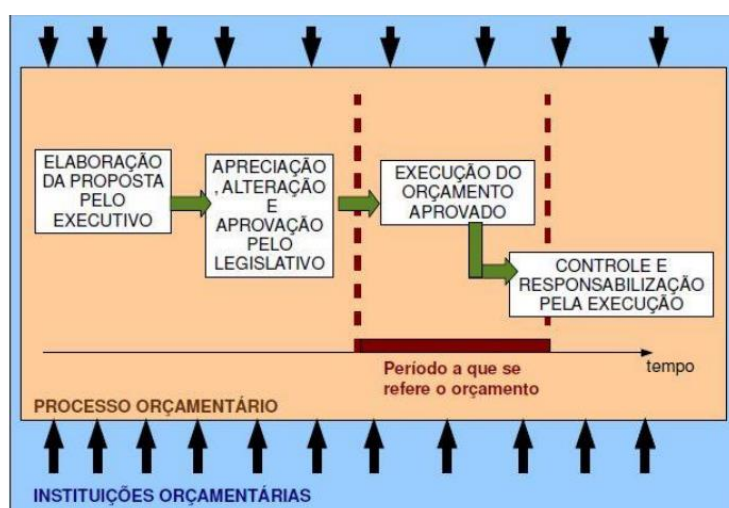 ELABORAÇÃO
DA PROPOSTA
PELO
EXECUTIVO
APRECIAÇÃO
, ALTERAÇÃO
E
APROVAÇÃO
PELO
LEGISLATIVO
EXECUÇÃO DO
ORÇAMENTO
APROVADO
CONTROLE E
RESPONSABILIZAÇÃO
PELA EXECUÇÃO
tempo
Período a que se
refere o orçamento
PROCESSO ORÇAMENTÁRIO
INSTITUIÇÕES ORÇAMENTÁRIAS